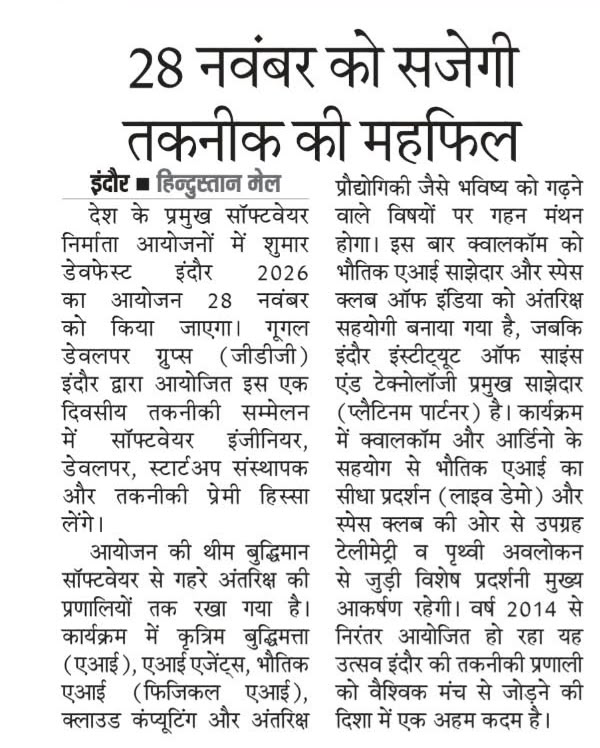 28 नवंबर को सजेगी
तकनीक की महफिल
इंदौर ■ हिन्दुस्तान मेल
देश के प्रमुख सॉफ्टवेयर
निर्माता आयोजनों में शुमार
डेवफेस्ट इंदौर 2026
का आयोजन 28 नवंबर
को किया जाएगा। गूगल
डेवलपर ग्रुप्स (जीडीजी)
इंदौर द्वारा आयोजित इस एक
दिवसीय तकनीकी सम्मेलन
में सॉफ्टवेयर इंजीनियर,
डेवलपर, स्टार्टअप संस्थापक
और तकनीकी प्रेमी हिस्सा
लेंगे।
आयोजन की थीम बुद्धिमान
सॉफ्टवेयर से गहरे अंतरिक्ष की
प्रणालियों तक रखा गया है।
कार्यक्रम में कृत्रिम बुद्धिमत्ता
(एआई), एआई एजेंट्स, भौतिक
एआई (फिजिकल एआई),
क्लाउड कंप्यूटिंग और अंतरिक्ष
प्रौद्योगिकी जैसे भविष्य को गढ़ने
वाले विषयों पर गहन मंथन
होगा। इस बार क्वालकॉम को
भौतिक एआई साझेदार और स्पेस
क्लब ऑफ इंडिया को अंतरिक्ष
सहयोगी बनाया गया है, जबकि
इंदौर इंस्टीट्यूट ऑफ साइंस
एंड टेक्नोलॉजी प्रमुख साझेदार
(प्लैटिनम पार्टनर) है। कार्यक्रम
में क्वालकॉम और आर्डिनो के
सहयोग से भौतिक एआई का
सीधा प्रदर्शन (लाइव डेमो) और
स्पेस क्लब की ओर से उपग्रह
टेलीमेट्री व पृथ्वी अवलोकन
से जुड़ी विशेष प्रदर्शनी मुख्य
आकर्षण रहेगी। वर्ष 2014 से
निरंतर आयोजित हो रहा यह
उत्सव इंदौर की तकनीकी प्रणाली
को वैश्विक मंच से जोड़ने की
दिशा में एक अहम कदम है।